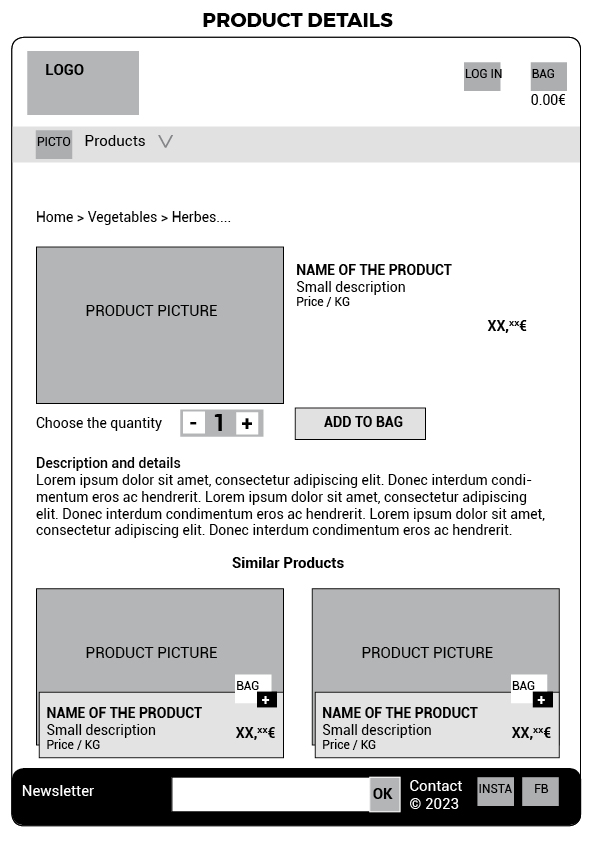 PRODUCT DETAILS
LOGO
LOG IN
BAG
0.00€
PICTO
Products
Home > Vegetables > Herbes....
PRODUCT PICTURE
NAME OF THE PRODUCT
Small description
Price / KG
XX,xx€
Choose the quantity
- 1 +
ADD TO BAG
Description and details
Lorem ipsum dolor sit amet, consectetur adipiscing elit. Donec interdum condi-
mentum eros ac hendrerit. Lorem ipsum dolor sit amet, consectetur adipiscing
elit. Donec interdum condimentum eros ac hendrerit. Lorem ipsum dolor sit amet,
consectetur adipiscing elit. Donec interdum condimentum eros ac hendrerit.
Similar Products
PRODUCT PICTURE
BAG
+
NAME OF THE PRODUCT
Small description
Price / KG
XX,xx€
PRODUCT PICTURE
BAG
+
NAME OF THE PRODUCT
Small description
Price / KG
XX,xx€
Newsletter
OK
Contact
© 2023
INSTA
FB